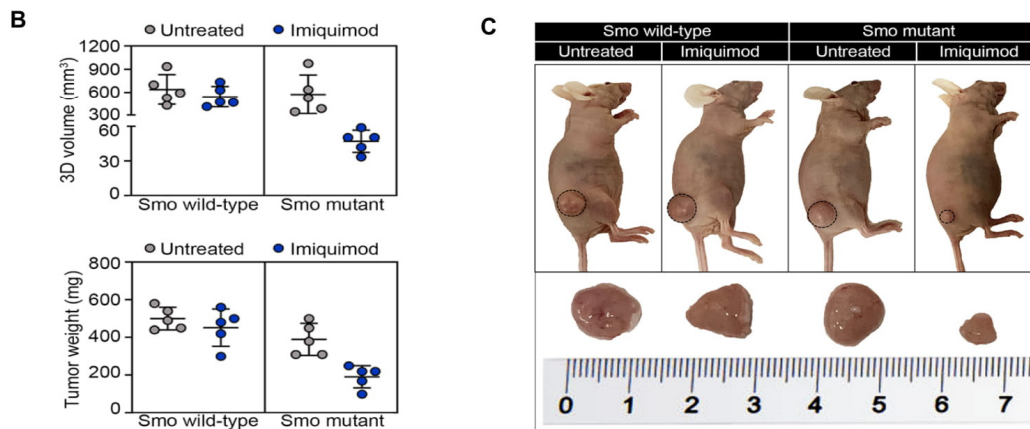 B
Untreated Imiquimod
3D volume (mm³)
1200
900
600
300
60
30
0
Smo wild-type Smo mutant
Untreated Imiquimod
Tumor weight (mg)
800
600
400
200
0
Smo wild-type Smo mutant
C
Smo wild-type Smo mutant
Untreated Imiquimod Untreated Imiquimod
0 1 2 3 4 5 6 7